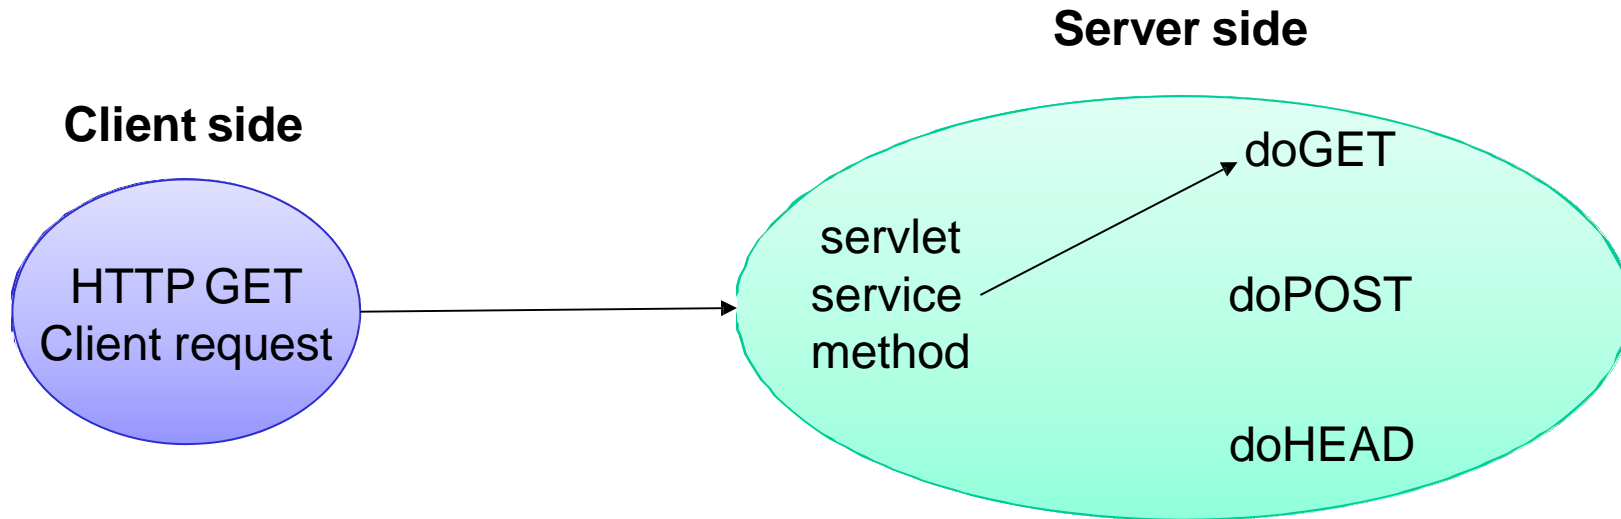 Server side
Client side
HTTP GET
Client request
servlet
service
method
doGET
doPOST
doHEAD